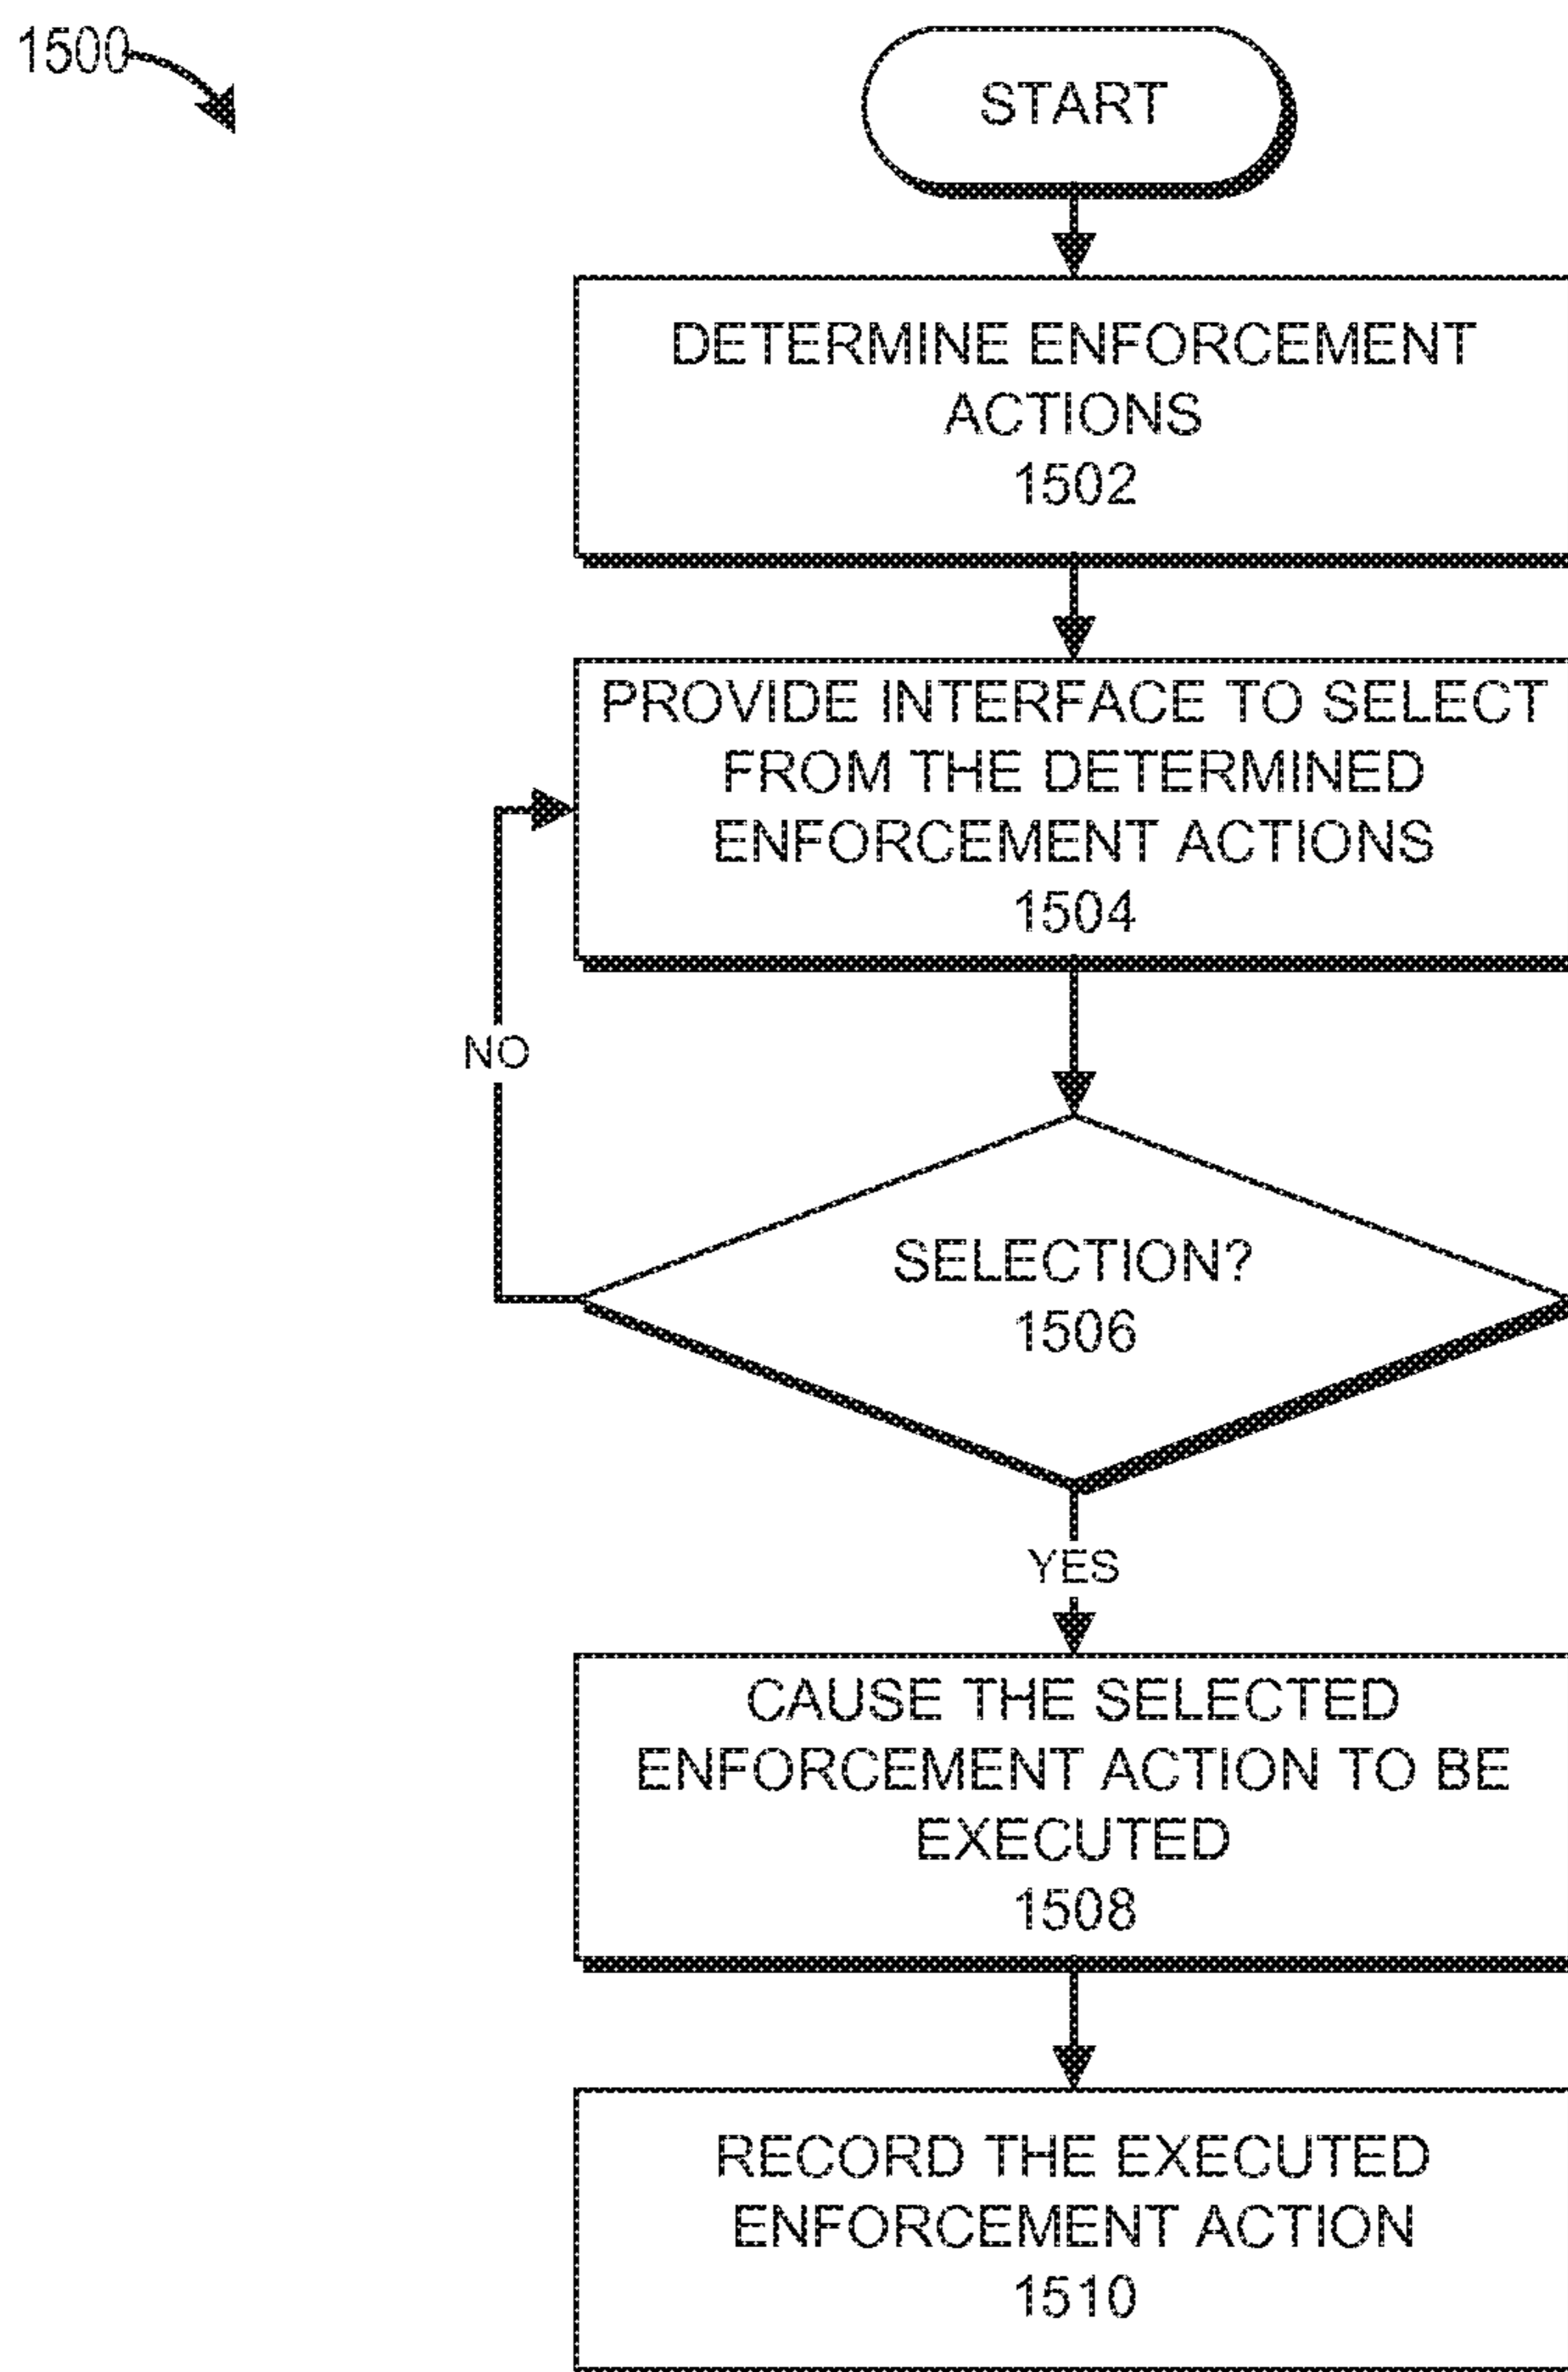 1500
START
DETERMINE ENFORCEMENT
ACTIONS
1502
PROVIDE INTERFACE TO SELECT
FROM THE DETERMINED
ENFORCEMENT ACTIONS
1504
NO
SELECTION?
1506
YES
CAUSE THE SELECTED
ENFORCEMENT ACTION TO BE
EXECUTED
1508
RECORD THE EXECUTED
ENFORCEMENT ACTION
1510